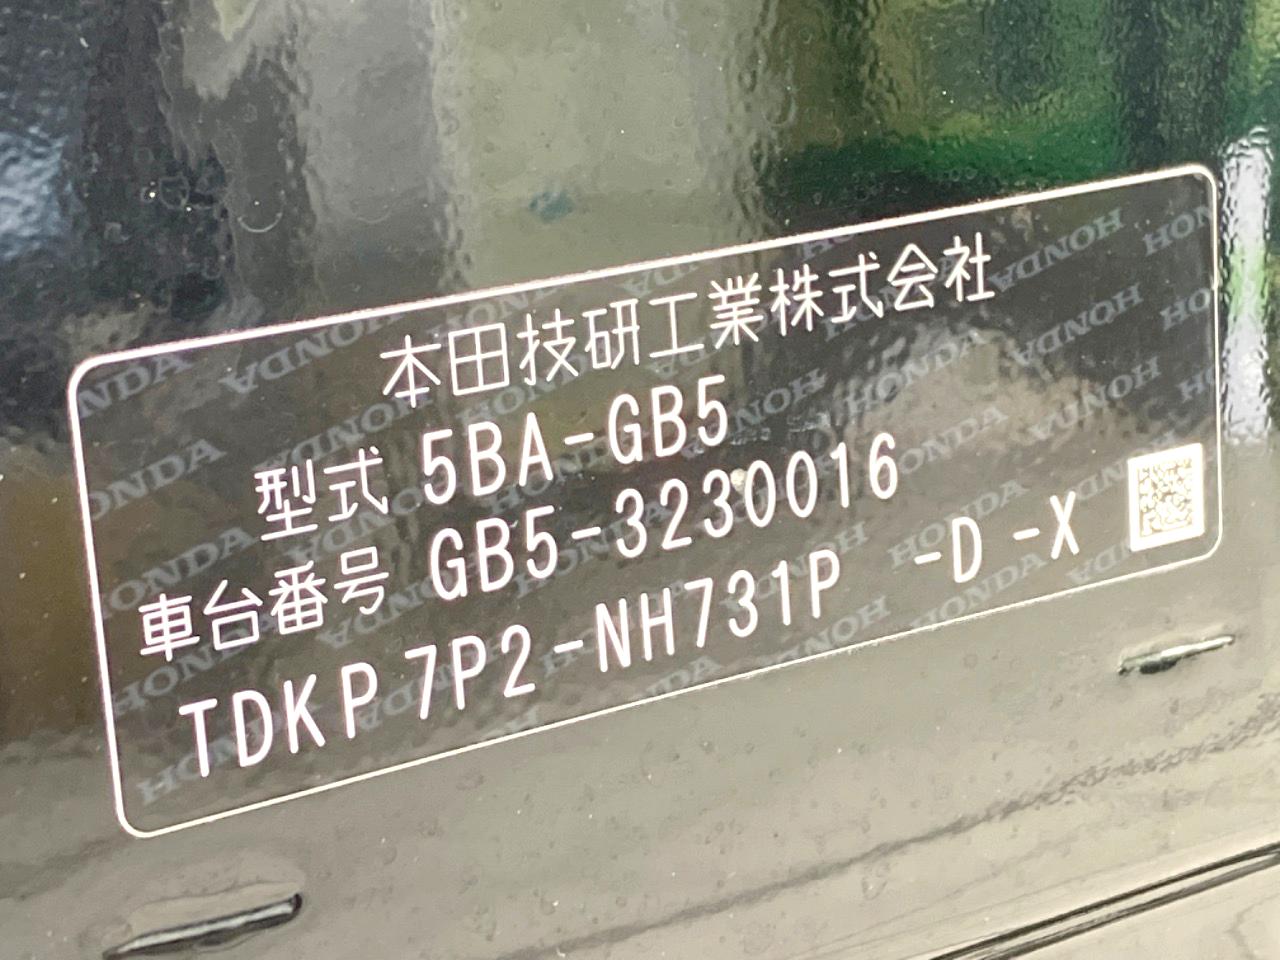 本田技研工業株式会社
型式 5BA-GB5
車台番号 GB5-3230016
TDKP 7P2-NH731P -D -X